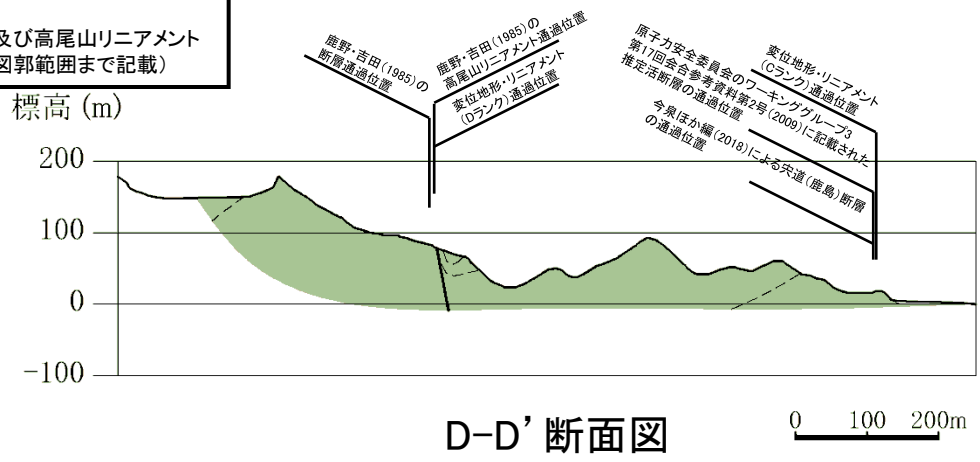 及び高尾山リニアメント
図郭範囲まで記載)
標高 (m)
鹿野・吉田(1985)の
断層通過位置
鹿野・吉田(1985)の
高尾山リニアメント通過位置
変位地形・リニアメント
(Dランク)通過位置
原子力安全委員会のワーキンググループ3
第17回会合参考資料第2号(2009)に記載された
推定活断層の通過位置
変位地形・リニアメント
(Cランク)通過位置
今泉ほか編(2018)による宍道(鹿島)断層
の通過位置
200
100
0
-100
D-D’断面図
0 100 200m